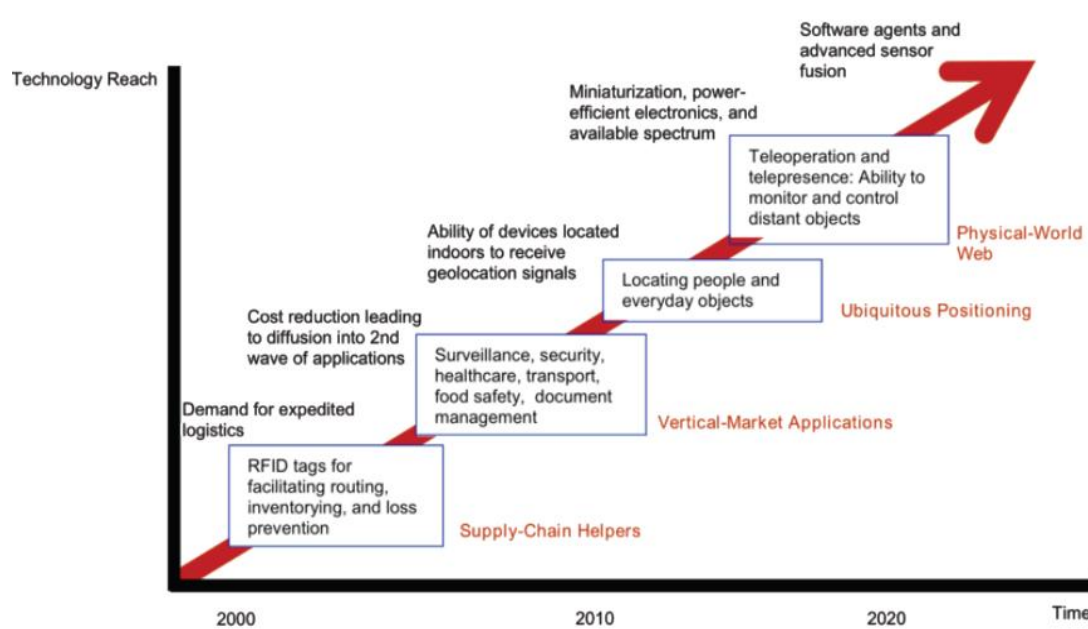 Software agents and
advanced sensor
fusion
Technology Reach
Miniaturization, power-
efficient electronics, and
available spectrum
Teleoperation and
telepresence: Ability to
monitor and control
distant objects
Physical-World
Web
Ability of devices located
indoors to receive
geolocation signals
Locating people and
everyday objects
Ubiquitous Positioning
Cost reduction leading
to diffusion into 2nd
wave of applications
Surveillance, security,
healthcare, transport,
food safety, document
management
Vertical-Market Applications
Demand for expedited
logistics
RFID tags for
facilitating routing,
inventorying, and loss
prevention
Supply-Chain Helpers
2000
2010
2020
Time